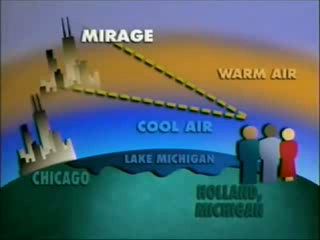 MIRAGE
WARM AIR
COOL AIR
LAKE MICHIGAN
CHICAGO
HOLLAND,
MICHIGAN